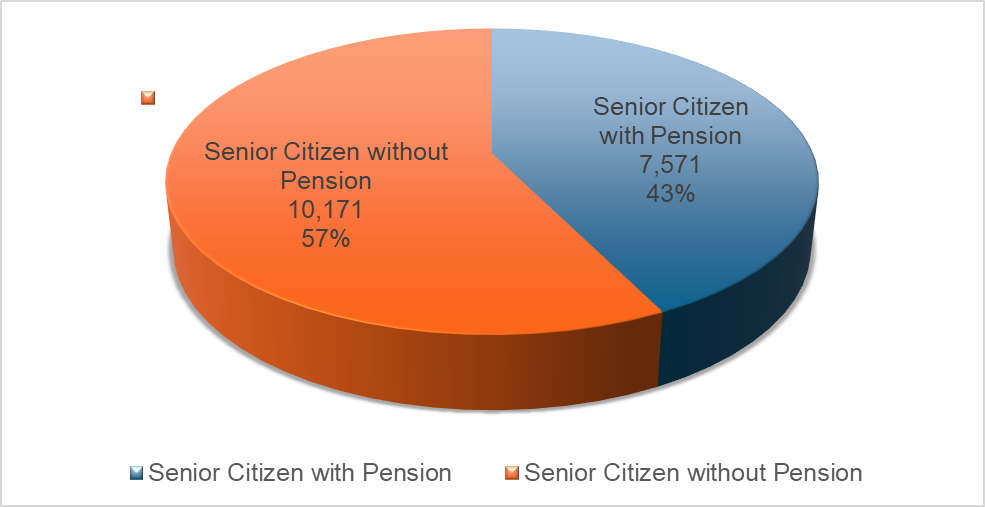 Senior Citizen
with Pension
7,571
43%
Senior Citizen without
Pension
10,171
57%
Senior Citizen with Pension
Senior Citizen without Pension